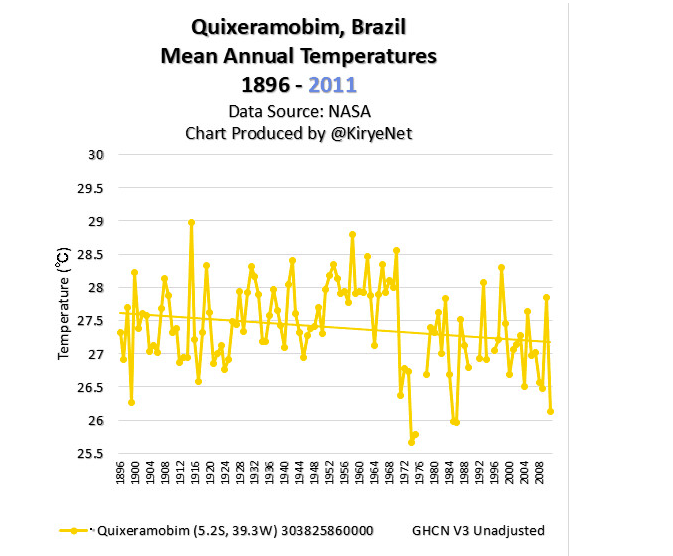 Quixeramobim, Brazil
Mean Annual Temperatures
1896 - 2011
Data Source: NASA
Chart Produced by @KiryeNet
30
29.5
29
28.5
28
27.5
27
26.5
26
25.5
Temperature (°C)
1896 1900 1904 1908 1912 1916 1920 1924 1928 1932 1936 1940 1944 1948 1952 1956 1960 1964 1968 1972 1976 1980 1984 1988 1992 1996 2000 2004 2008
Quixeramobim (5.2S, 39.3W) 303825860000 GHCN V3 Unadjusted